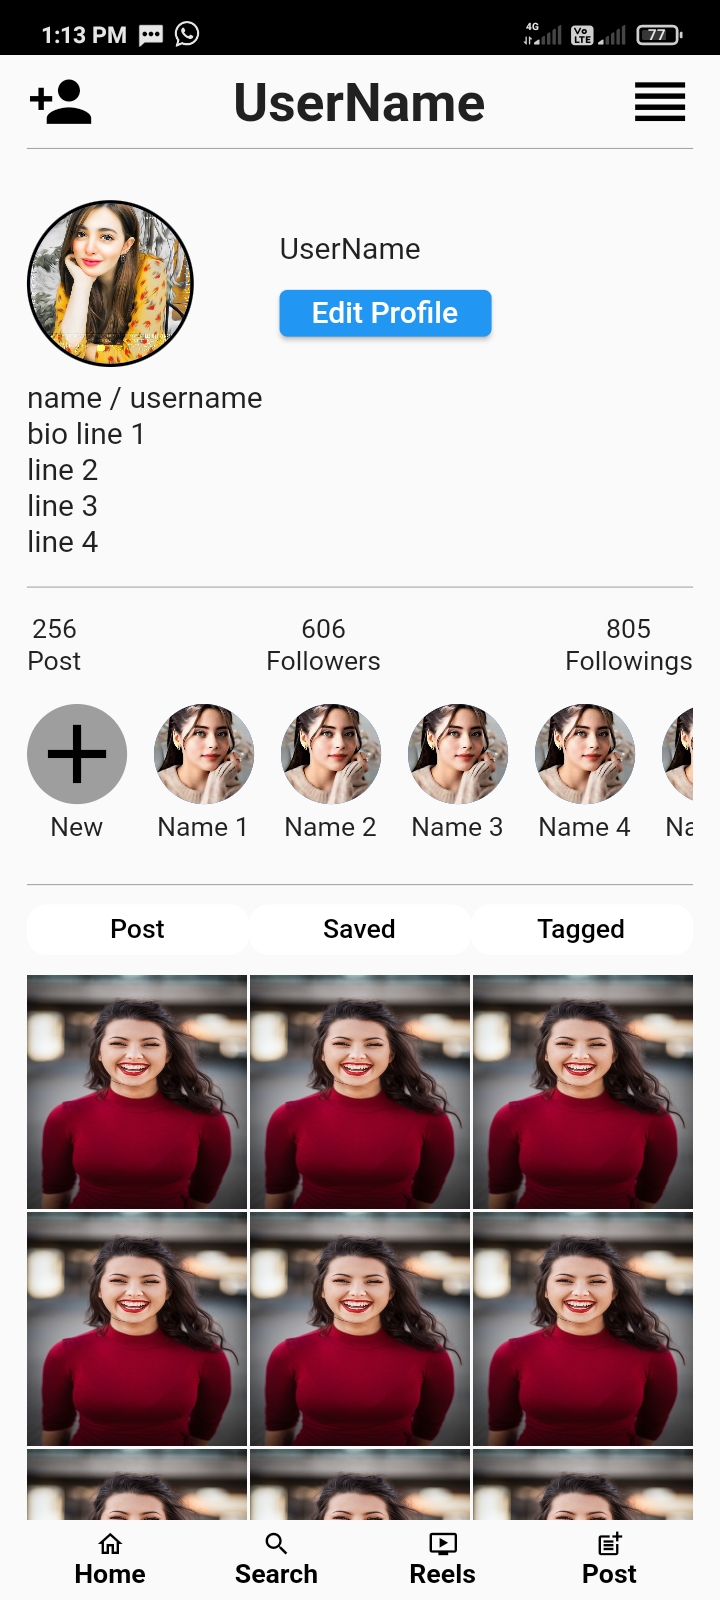 1:13 PM 4G Vo LTE 77
UserName
UserName
Edit Profile
name / username
bio line 1
line 2
line 3
line 4
256 606 805
Post Followers Followings
New Name 1 Name 2 Name 3 Name 4 Na
Post Saved Tagged
Home Search Reels Post